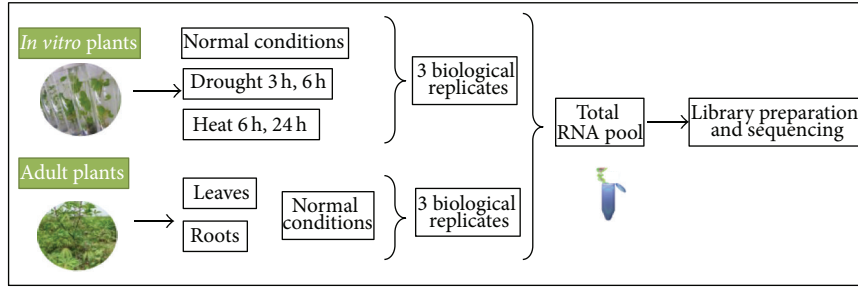 In vitro plants
Normal conditions
Drought 3 h, 6 h
Heat 6 h, 24 h
3 biological
replicates
Adult plants
Leaves
Roots
Normal
conditions
3 biological
replicates
Total
RNA pool
Library preparation
and sequencing